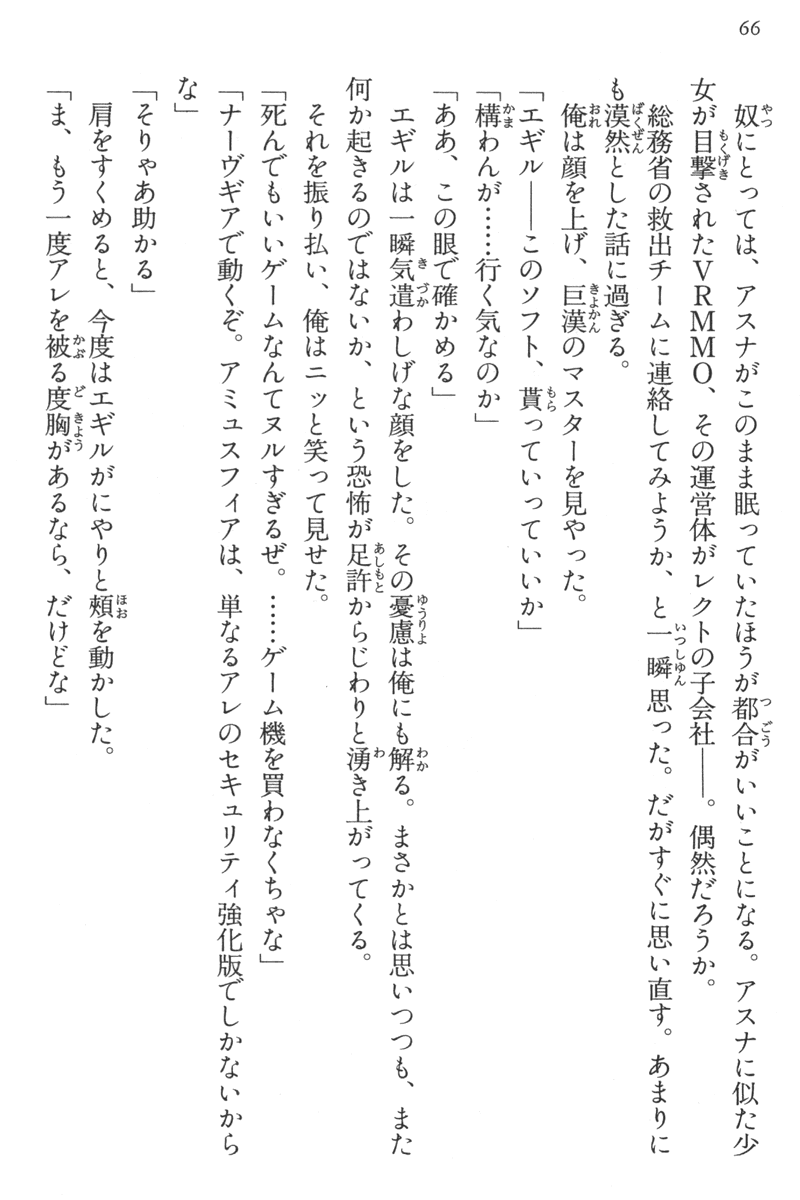 66
奴にとっては、アスナがこのまま眠っていたほうが都合がいいことになる。アスナに似た少
女が目撃されたＶＲＭＭＯ、その運営体がレクトの子会社――。偶然だろうか。
総務省の救出チームに連絡してみようか、と一瞬思った。だがすぐに思い直す。あまりに
も漠然とした話に過ぎる。
俺は顔を上げ、巨漢のマスターを見やった。
「エギル――このソフト、貰っていっていいか」
「構わんが……行く気なのか」
「ああ、この眼で確かめる」
エギルは一瞬気遣わしげな顔をした。その憂慮は俺にも解る。まさかとは思いつつも、また
何か起きるのではないか、という恐怖が足許からじわりと湧き上がってくる。
それを振り払い、俺はニッと笑って見せた。
「死んでもいいゲームなんてヌルすぎるぜ。……ゲーム機を買わなくちゃな」
「ナーヴギアで動くぞ。アミュスフィアは、単なるアレのセキュリティ強化版でしかないから
な」
「そりゃあ助かる」
肩をすくめると、今度はエギルがにやりと頬を動かした。
「ま、もう一度アレを被る度胸があるなら、だけどな」